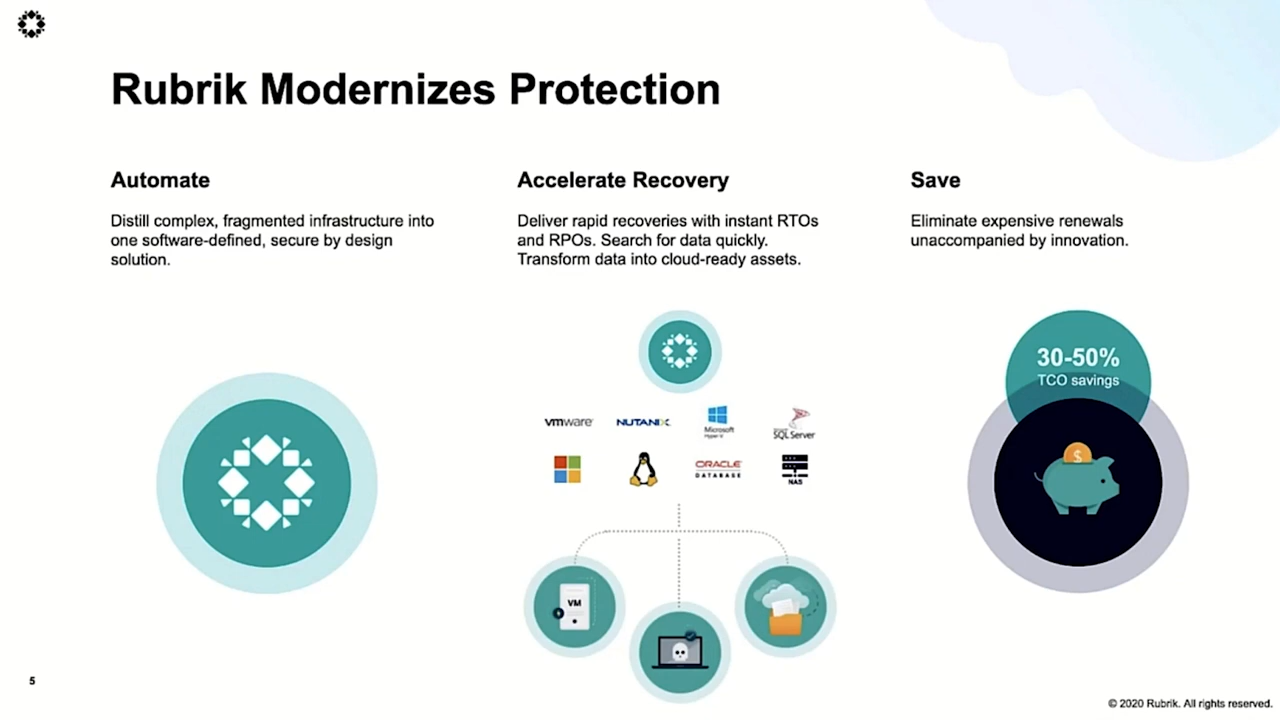 Rubrik Modernizes Protection
Automate
Distill complex, fragmented infrastructure into
one software-defined, secure by design
solution.
Accelerate Recovery
Deliver rapid recoveries with instant RTOs
and RPOs. Search for data quickly.
Transform data into cloud-ready assets.
Save
Eliminate expensive renewals
unaccompanied by innovation.
vmware
NUTANIX
Microsoft
Hyper-V
Microsoft
SQL Server
ORACLE
DATABASE
NAS
VM
30-50%
TCO savings
$
5
© 2020 Rubrik. All rights reserved.